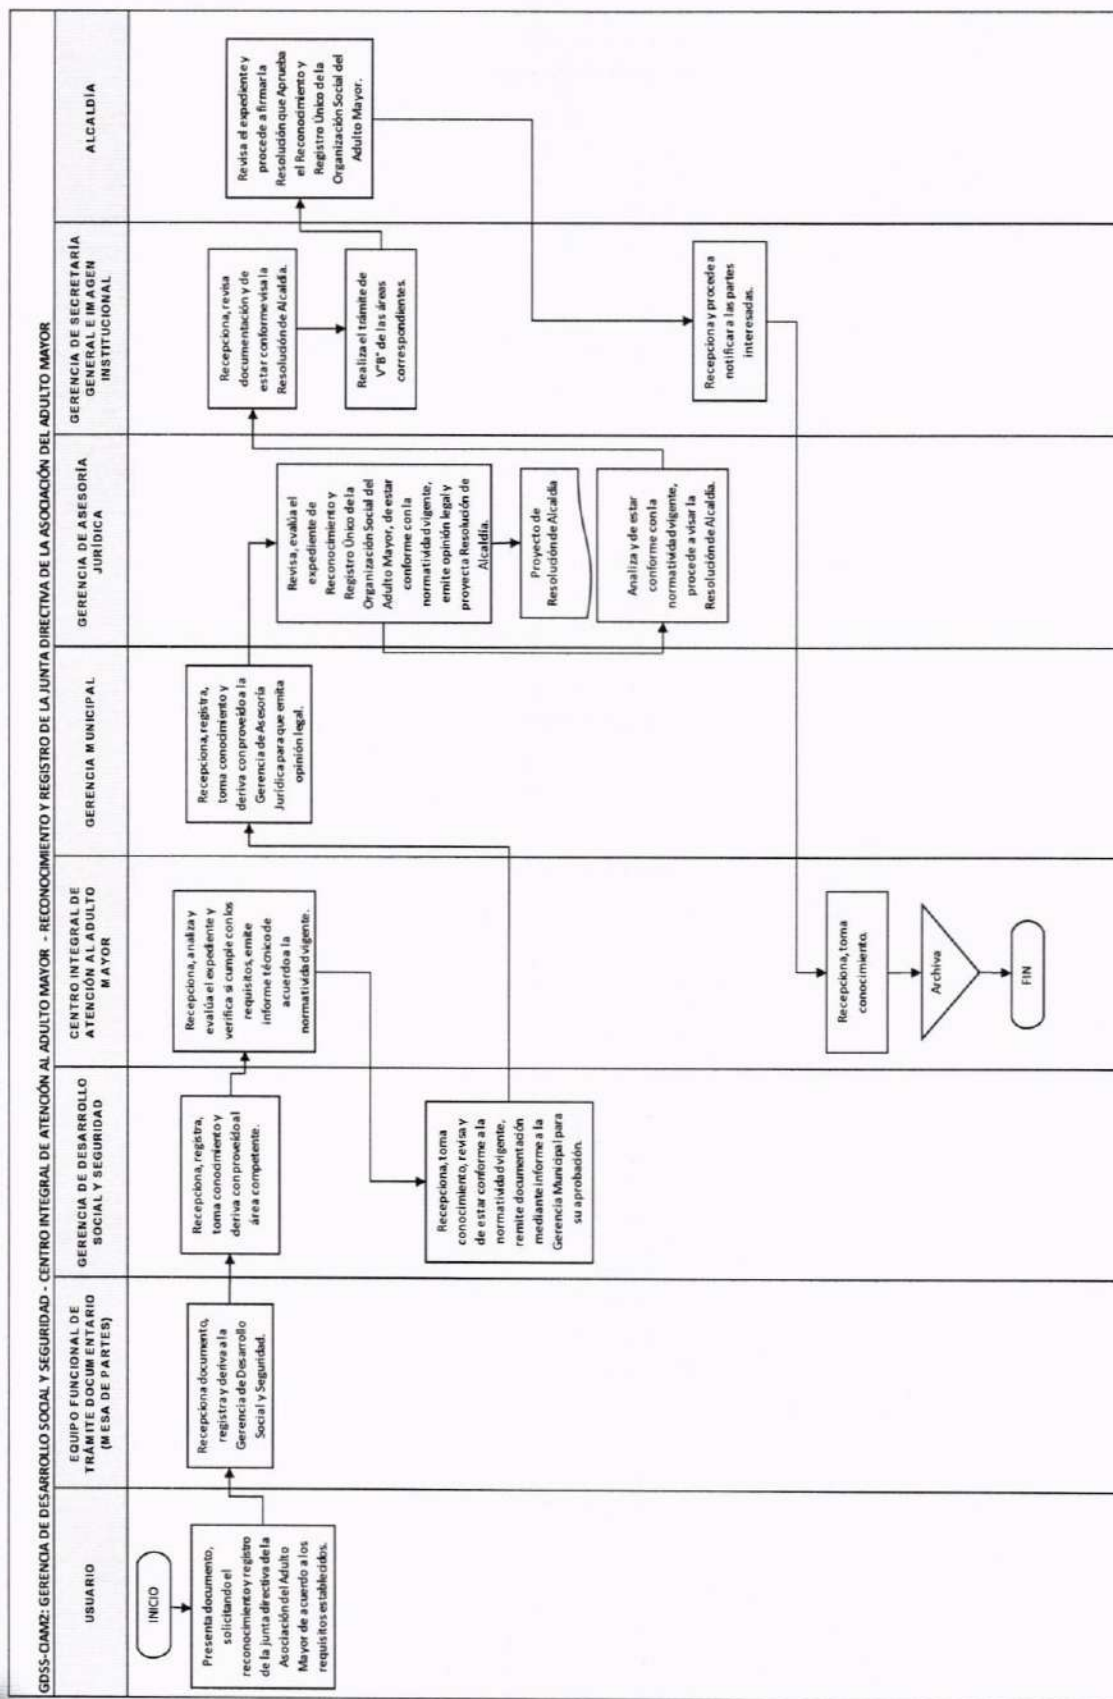 GDSS-CIAM2: GERENCIA DE DESARROLLO SOCIAL Y SEGURIDAD - CENTRO INTEGRAL DE ATENCIÓN AL ADULTO MAYOR - RECONOCIMIENTO Y REGISTRO DE LA JUNTA DIRECTIVA DE LA ASOCIACIÓN DEL ADULTO MAYOR
USUARIO
EQUIPO FUNCIONAL DE
TRÁMITE DOCUMENTARIO
(MESA DE PARTES)
GERENCIA DE DESARROLLO
SOCIAL Y SEGURIDAD
CENTRO INTEGRAL DE
ATENCIÓN AL ADULTO
MAYOR
GERENCIA MUNICIPAL
GERENCIA DE ASESORÍA
JURÍDICA
GERENCIA DE SECRETARÍA
GENERAL E IMAGEN
INSTITUCIONAL
ALCALDÍA
INICIO
Presenta documento,
solicitando el
reconocimiento y registro
de la junta directiva de la
Asociación del Adulto
Mayor de acuerdo a los
requisitos establecidos.
Recepciona documento,
registra y deriva a la
Gerencia de Desarrollo
Social y Seguridad.
Recepciona, registra,
toma conocimiento y
deriva con proveído al
área competente.
Recepciona, analiza y
evalúa el expediente y
verifica si cumple con los
requisitos, emite
informe técnico de
acuerdo a la
normatividad vigente.
Recepciona, toma
conocimiento, revisa y
de estar conforme a la
normatividad vigente,
remite documentación
mediante informe a la
Gerencia Municipal para
su aprobación.
Recepciona, registra,
toma conocimiento y
deriva con proveído a la
Gerencia de Asesoría
Jurídica para que emita
opinión legal.
Revisa, evalúa el
expediente de
Reconocimiento y
Registro Único de la
Organización Social del
Adulto Mayor, de estar
conforme con la
normatividad vigente,
emite opinión legal y
proyecta Resolución de
Alcaldía.
Proyecto de
Resolución de Alcaldía
Analiza y de estar
conforme con la
normatividad vigente,
procede a visar la
Resolución de Alcaldía.
Recepciona, revisa
documentación y de
estar conforme visa la
Resolución de Alcaldía.
Realiza el trámite de
V°B° de las áreas
correspondientes.
Revisa el expediente y
procede a firmar la
Resolución que Aprueba
el Reconocimiento y
Registro Único de la
Organización Social del
Adulto Mayor.
Recepciona y procede a
notificar a las partes
interesadas.
Recepciona, toma
conocimiento.
Archiva
FIN